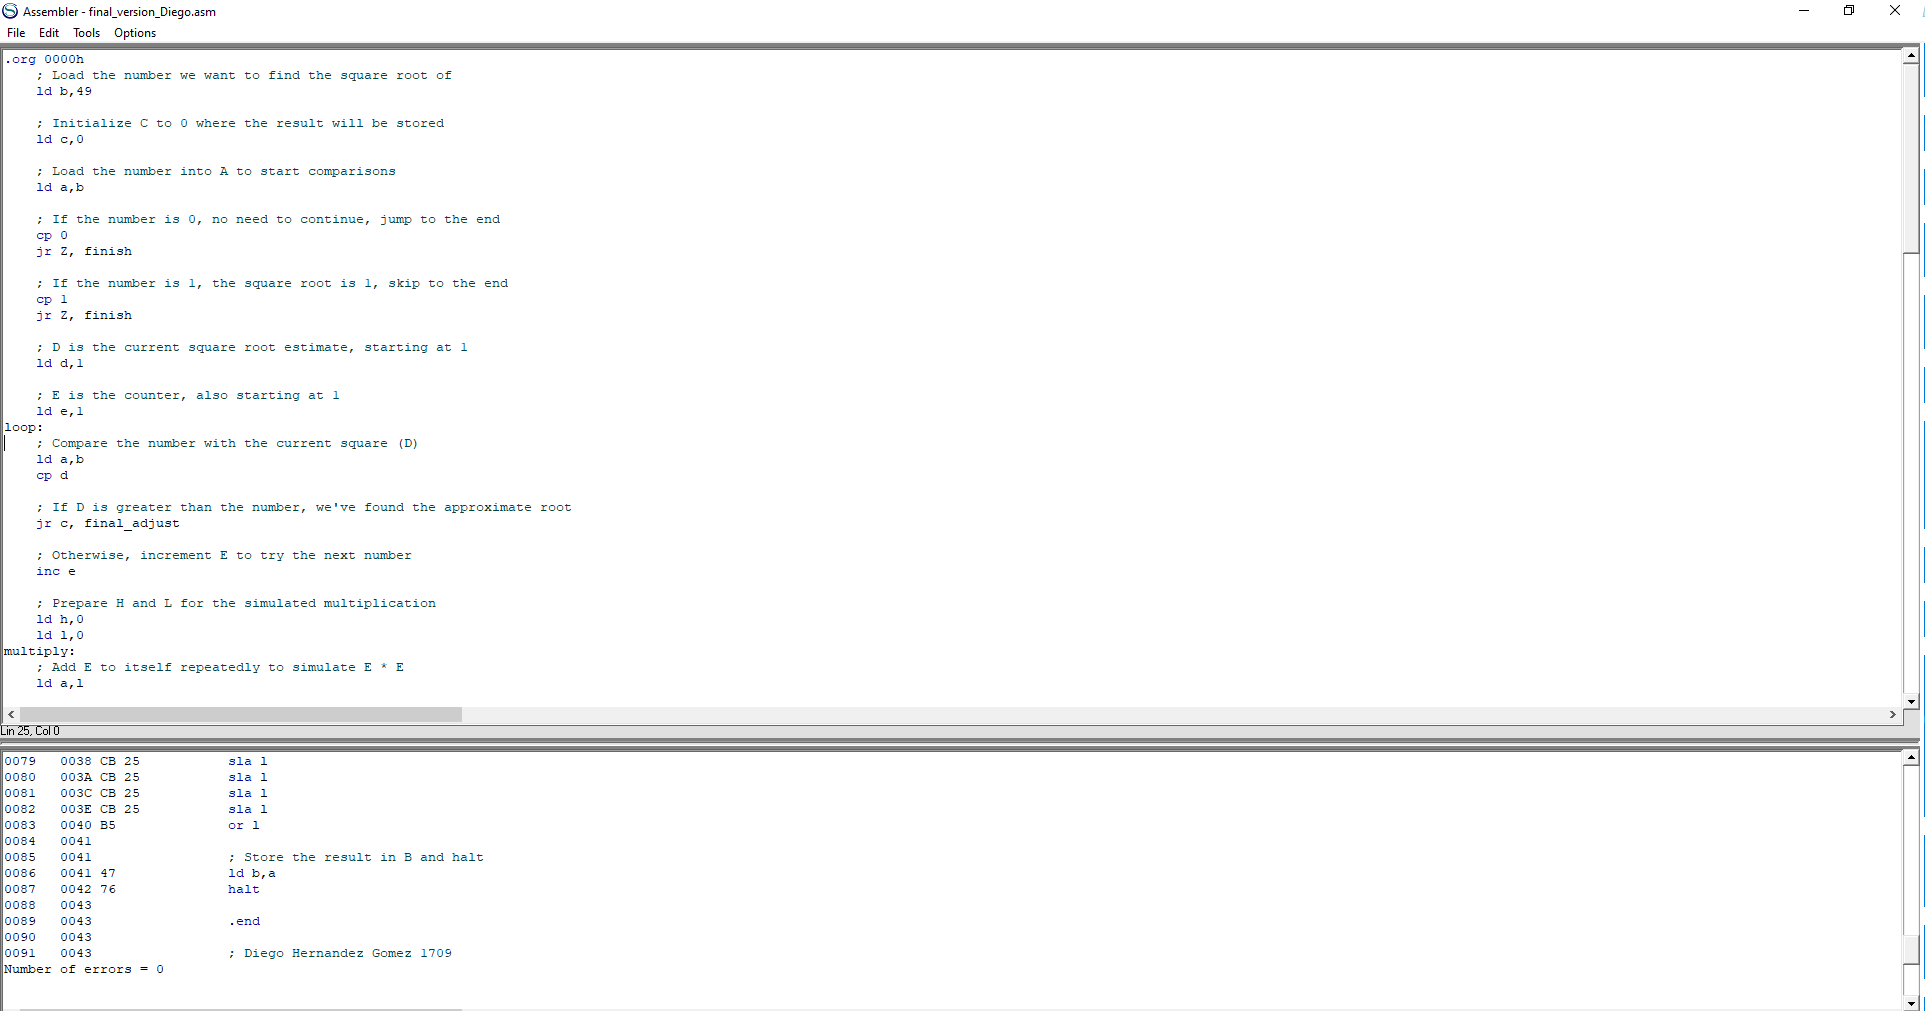 Assembler - final_version_Diego.asm
File Edit Tools Options
.org 0000h
; Load the number we want to find the square root of
ld b,49
; Initialize C to 0 where the result will be stored
ld c,0
; Load the number into A to start comparisons
ld a,b
; If the number is 0, no need to continue, jump to the end
cp 0
jr Z, finish
; If the number is 1, the square root is 1, skip to the end
cp 1
jr Z, finish
; D is the current square root estimate, starting at 1
ld d,1
; E is the counter, also starting at 1
ld e,1
loop:
; Compare the number with the current square (D)
ld a,b
cp d
; If D is greater than the number, we've found the approximate root
jr c, final_adjust
; Otherwise, increment E to try the next number
inc e
; Prepare H and L for the simulated multiplication
ld h,0
ld l,0
multiply:
; Add E to itself repeatedly to simulate E * E
ld a,l
Lin 25, Col 0
0079 0038 CB 25 sla l
0080 003A CB 25 sla l
0081 003C CB 25 sla l
0082 003E CB 25 sla l
0083 0040 B5 or l
0084 0041
0085 0041 ; Store the result in B and halt
0086 0041 47 ld b,a
0087 0042 76 halt
0088 0043
0089 0043 .end
0090 0043
0091 0043 ; Diego Hernandez Gomez 1709
Number of errors = 0